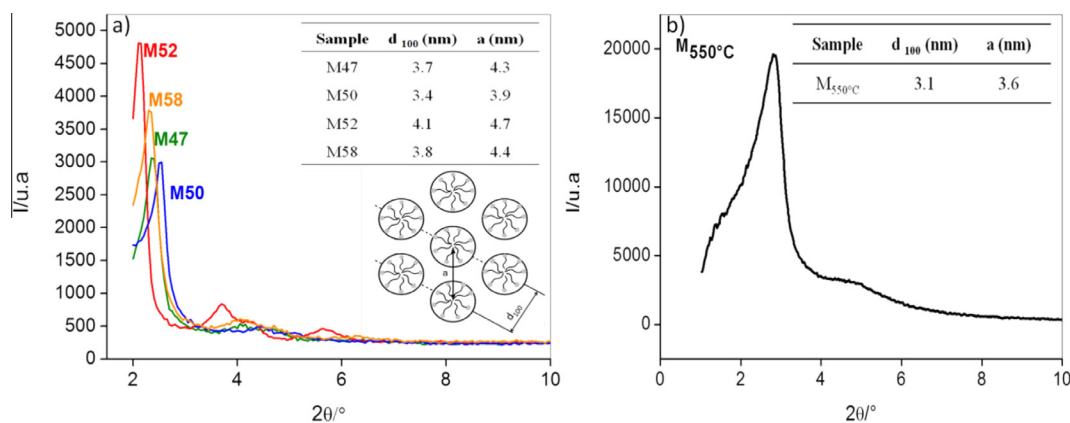 a)
I/u.a
5000
4500
4000
3500
3000
2500
2000
1500
1000
500
0
M52
M58
M47
M50
Sample d 100 (nm) a (nm)
M47 3.7 4.3
M50 3.4 3.9
M52 4.1 4.7
M58 3.8 4.4
a
d100
2 4 6 8 10
2θ/°
b)
M550°C
I/u.a
20000
15000
10000
5000
0
Sample d 100 (nm) a (nm)
M550°C 3.1 3.6
0 2 4 6 8 10
2θ/°